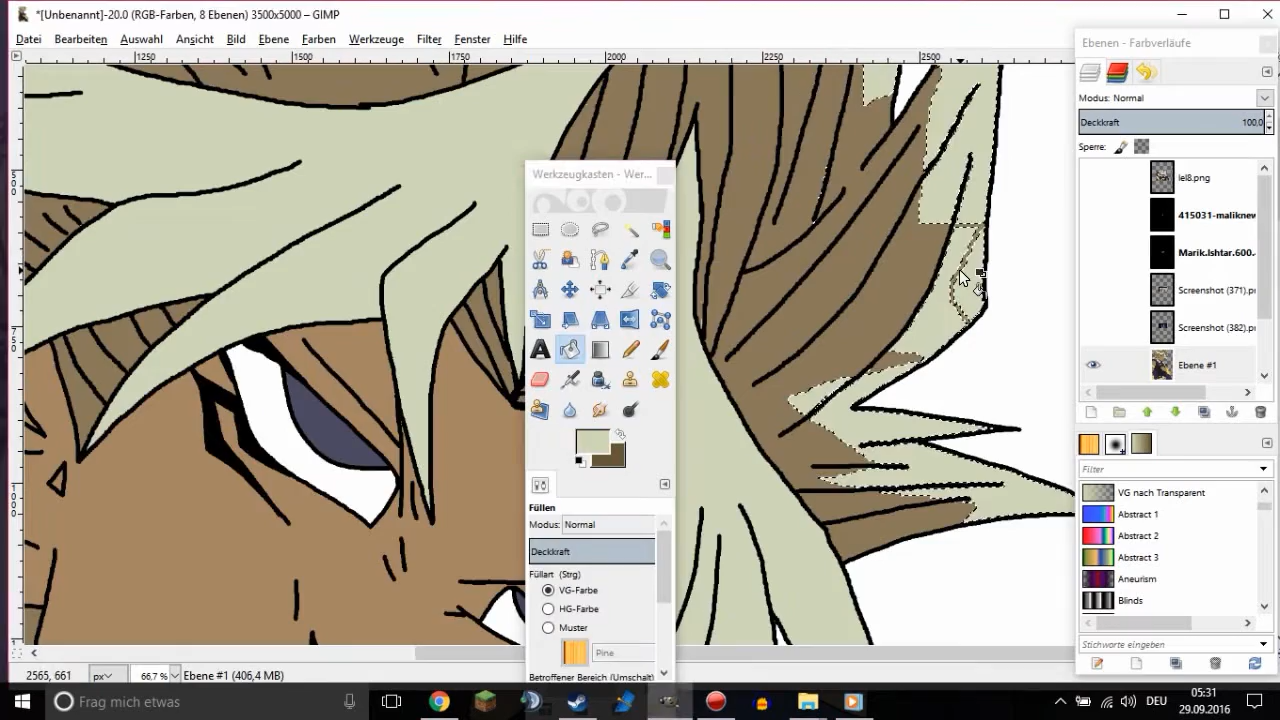 *[Unbenannt]-20.0 (RGB-Farben, 8 Ebenen) 3500x5000 – GIMP
Datei Bearbeiten Auswahl Ansicht Bild Ebene Farben Werkzeuge Filter Fenster Hilfe
1250 1500 1750 2000 2250 2500
500
750
1000
Ebenen - Farbverläufe
Modus: Normal
Deckkraft 100,0
Sperre:
lel8.png
415031-maliknew
Marik.Ishtar.600.
Screenshot (371).pr
Screenshot (382).pr
Ebene #1
Filter
VG nach Transparent
Abstract 1
Abstract 2
Abstract 3
Aneurism
Blinds
Stichworte eingeben
Werkzeugkasten - Wer...
Füllen
Modus: Normal
Deckkraft
Füllart (Strg)
VG-Farbe
HG-Farbe
Muster
Pine
Betroffener Bereich (Umschalt)
2565, 661 px 66,7 % Ebene #1 (406,4 MB)
Frag mich etwas
DEU
05:31
29.09.2016